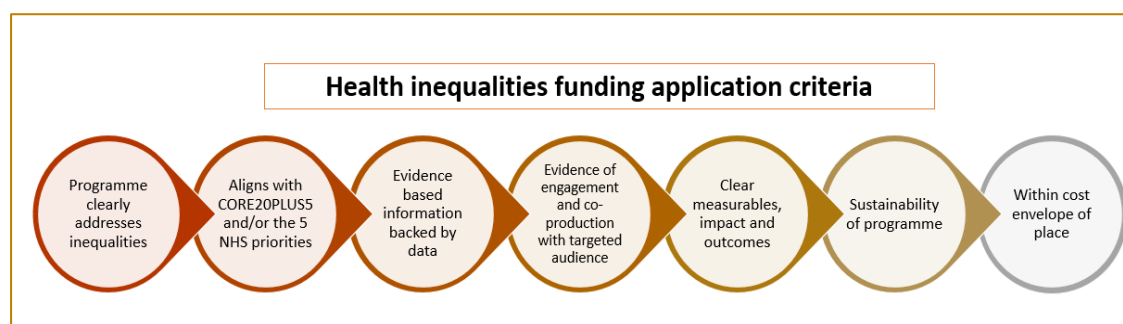 Health inequalities funding application criteria
Programme
clearly
addresses
inequalities
Aligns with
CORE20PLUS5
and/or the 5
NHS priorities
Evidence
based
information
backed by
data
Evidence of
engagement
and co-
production
with targeted
audience
Clear
measurables,
impact and
outcomes
Sustainability
of programme
Within cost
envelope of
place